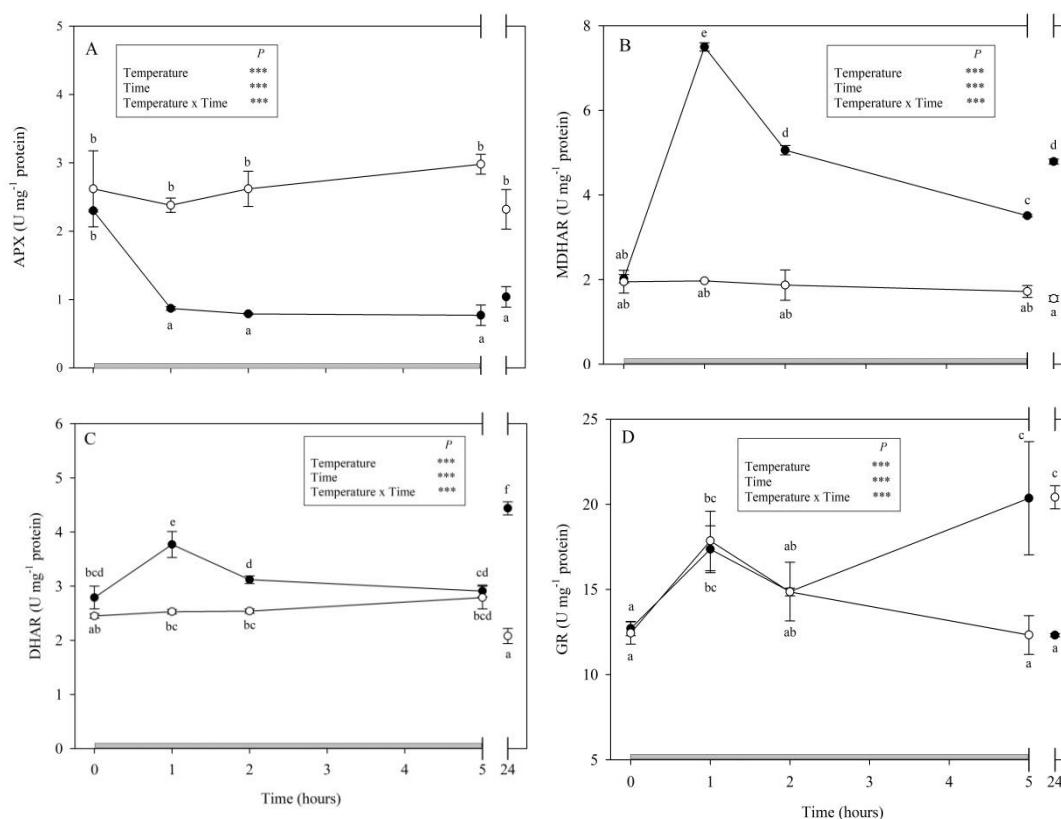 A
5
4
3
2
1
0
APX (U mg⁻¹ protein)
P
Temperature ***
Time ***
Temperature x Time ***
b
b
b
b
b
b
a
a
a
a
B
8
6
4
2
0
MDHAR (U mg⁻¹ protein)
P
Temperature ***
Time ***
Temperature x Time ***
e
d
d
c
ab
ab
ab
ab
ab
a
C
6
5
4
3
2
1
0
DHAR (U mg⁻¹ protein)
P
Temperature ***
Time ***
Temperature x Time ***
f
e
bcd
d
cd
ab
bc
bc
bcd
a
0 1 2 3 4 5 24
Time (hours)
D
25
20
15
10
5
GR (U mg⁻¹ protein)
P
Temperature ***
Time ***
Temperature x Time ***
c
c
bc
ab
a
a
bc
ab
a
a
0 1 2 3 4 5 24
Time (hours)